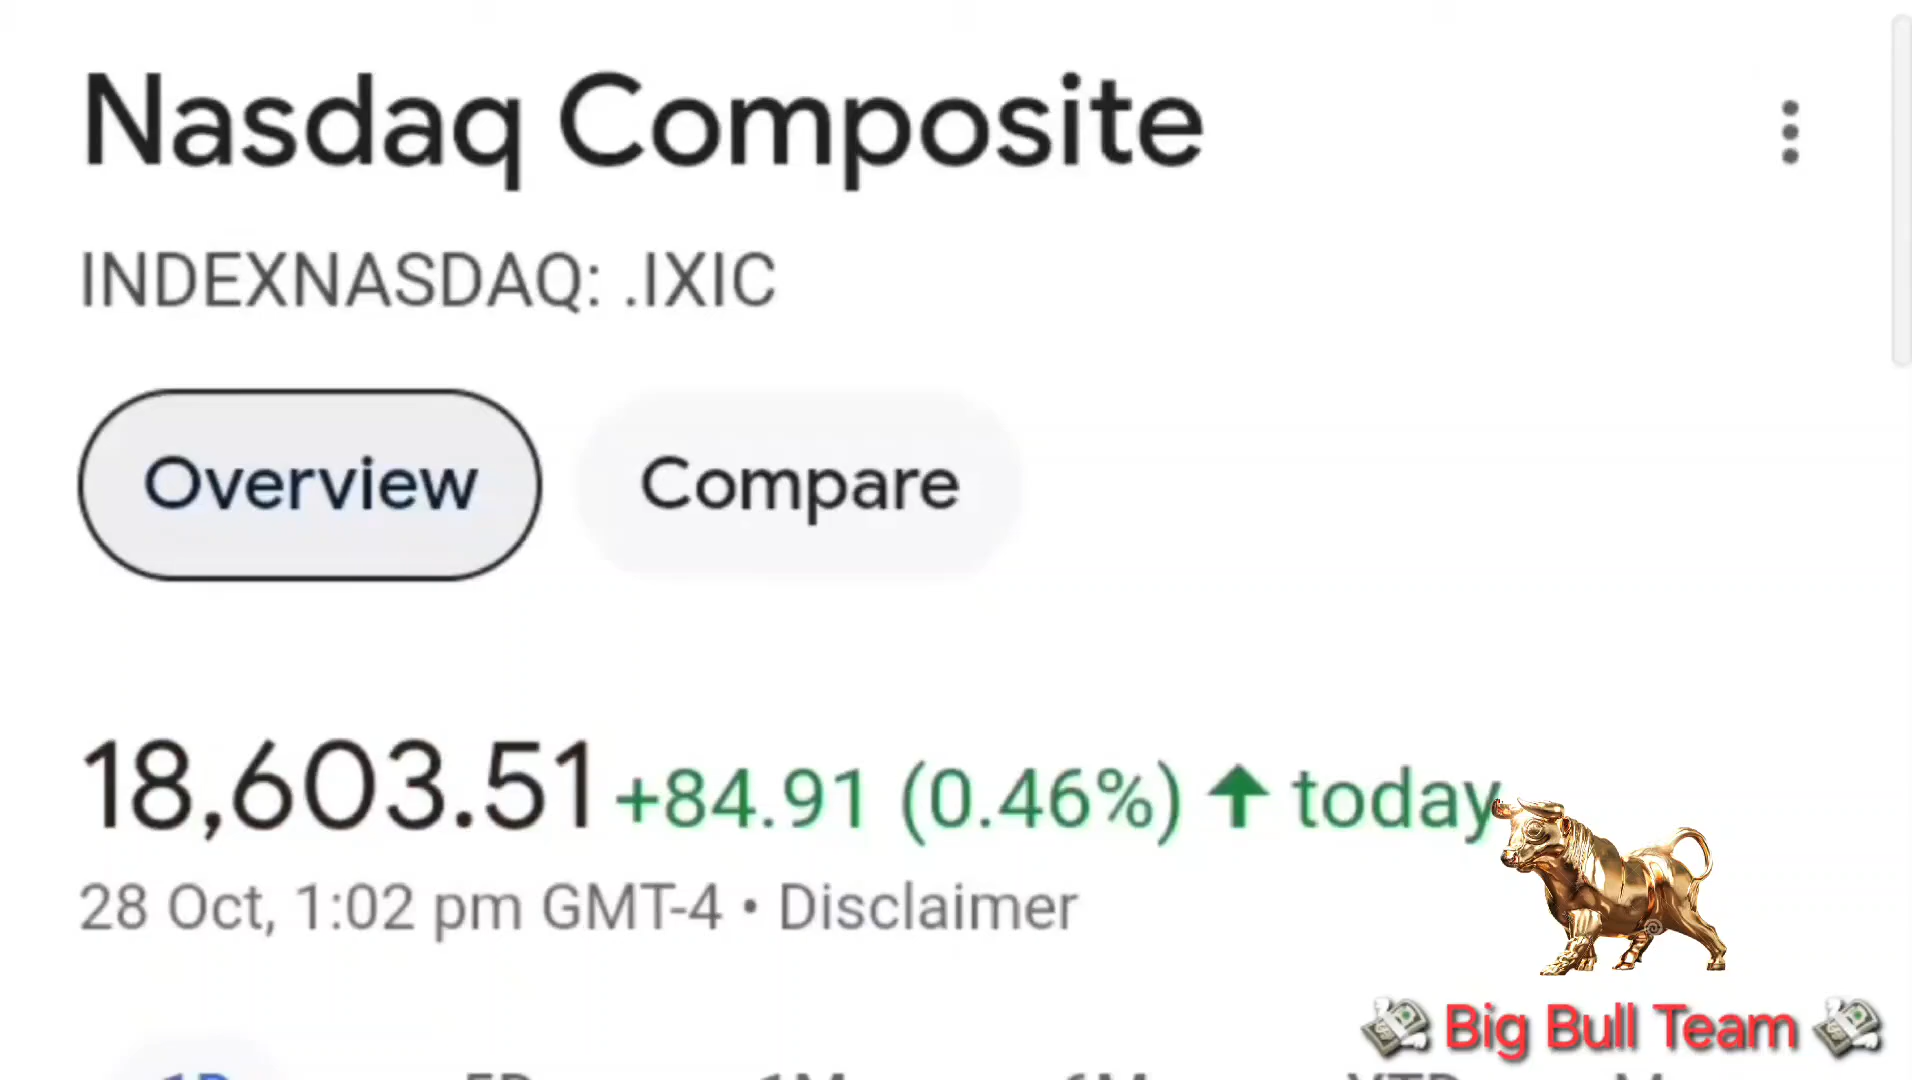 Nasdaq Composite
INDEXNASDAQ: .IXIC
Overview Compare
18,603.51 +84.91 (0.46%) ↑ today
28 Oct, 1:02 pm GMT-4 • Disclaimer
Big Bull Team